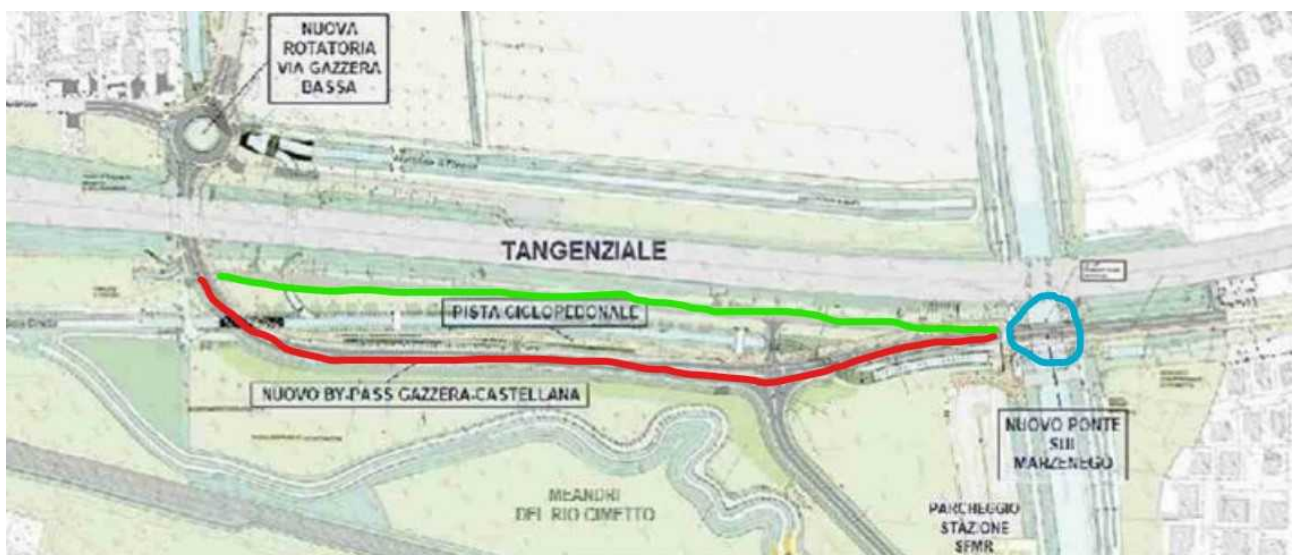 NUOVA
ROTATORIA
VIA GAZZERA
BASSA
TANGENZIALE
PISTA CICLOPEDONALE
NUOVO BY-PASS GAZZERA-CASTELLANA
NUOVO PONTE
SUI
MARZENEGO
MEANDRI
DEL RIO CIMETTO
PARCHEGGIO
STAZIONE
SFMR